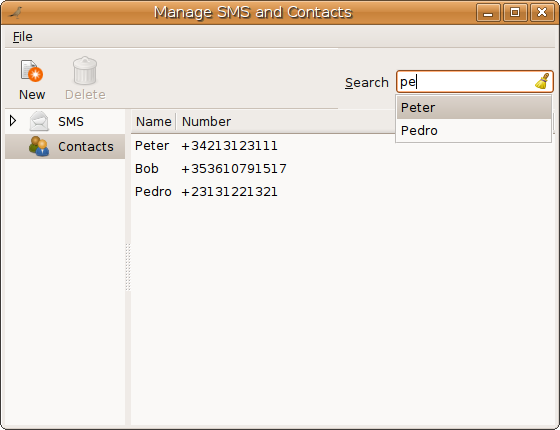 Manage SMS and Contacts
File
New Delete
Search pe
Peter
Pedro
SMS
Contacts
Name Number
Peter +34213123111
Bob +353610791517
Pedro +23131221321